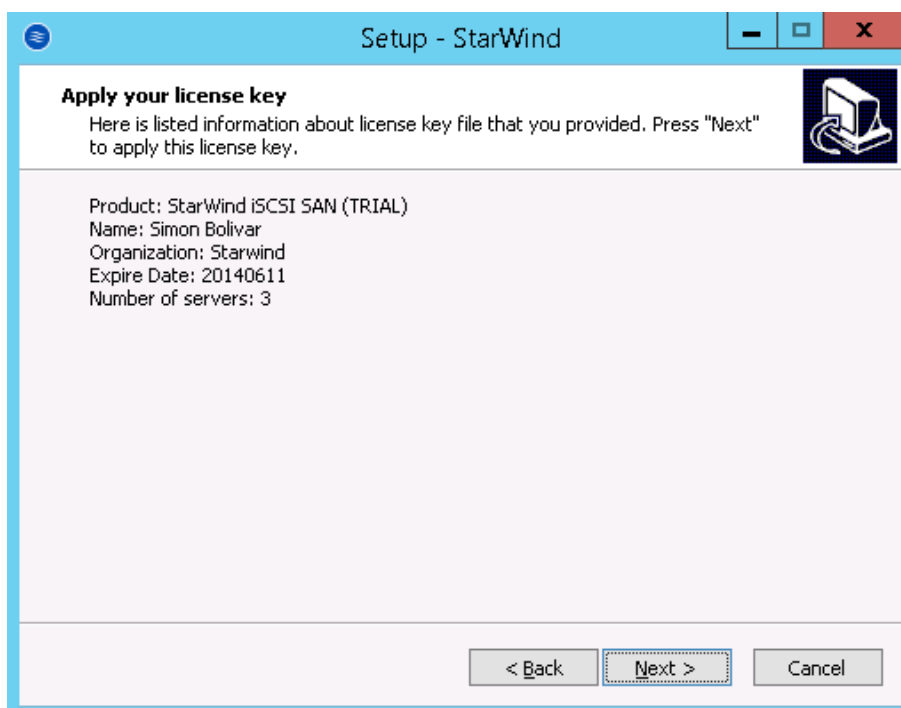 Setup - StarWind
Apply your license key
Here is listed information about license key file that you provided. Press "Next"
to apply this license key.
Product: StarWind iSCSI SAN (TRIAL)
Name: Simon Bolivar
Organization: Starwind
Expire Date: 20140611
Number of servers: 3
< Back
Next >
Cancel